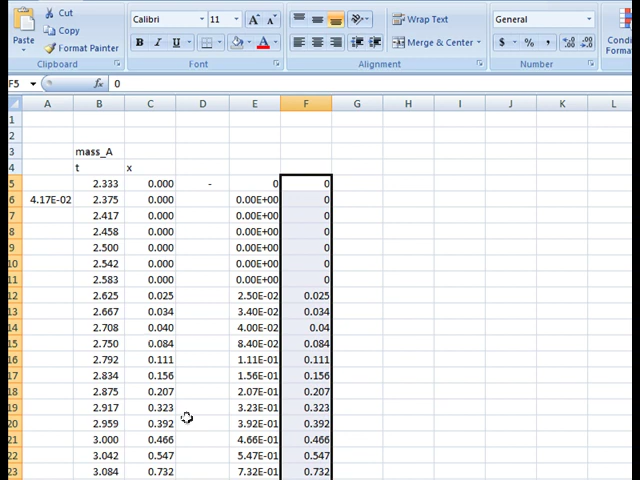 Cut
Calibri 11 A A Wrap Text General
Copy
Paste Format Painter B I U A Merge & Center $ % , Condi
Forma
Clipboard Font Alignment Number
F5 fx 0
A B C D E F G H I J K L
1
2
3 mass_A
4 t x
5 2.333 0.000 - 0 0
6 4.17E-02 2.375 0.000 0.00E+00 0
7 2.417 0.000 0.00E+00 0
8 2.458 0.000 0.00E+00 0
9 2.500 0.000 0.00E+00 0
10 2.542 0.000 0.00E+00 0
11 2.583 0.000 0.00E+00 0
12 2.625 0.025 2.50E-02 0.025
13 2.667 0.034 3.40E-02 0.034
14 2.708 0.040 4.00E-02 0.04
15 2.750 0.084 8.40E-02 0.084
16 2.792 0.111 1.11E-01 0.111
17 2.834 0.156 1.56E-01 0.156
18 2.875 0.207 2.07E-01 0.207
19 2.917 0.323 3.23E-01 0.323
20 2.959 0.392 3.92E-01 0.392
21 3.000 0.466 4.66E-01 0.466
22 3.042 0.547 5.47E-01 0.547
23 3.084 0.732 7.32E-01 0.732